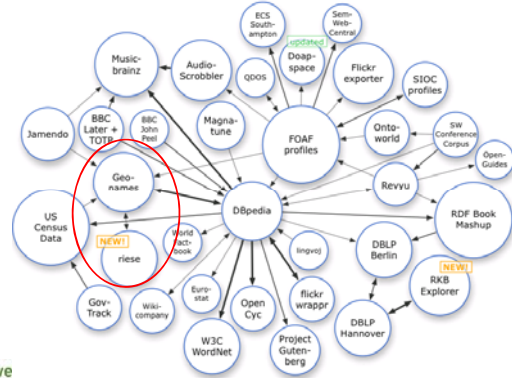 ECS
South-
ampton
Sem-
Web-
Central
updated
Doap-
space
Music-
brainz
Audio-
Scrobbler
QDOS
Flickr
exporter
SIOC
profiles
BBC
Later +
TOTP
BBC
John
Peel
Magna-
tune
Jamendo
FOAF
profiles
Onto-
world
SW
Conference
Corpus
Open-
Guides
Geo-
names
Revyu
DBpedia
US
Census
Data
NEW!
riese
World
Fact-
book
lingvoj
DBLP
Berlin
RDF Book
Mashup
NEW!
RKB
Explorer
Gov-
Track
Wiki-
company
Euro-
stat
Open
Cyc
flickr
wrappr
DBLP
Hannover
W3C
WordNet
Project
Guten-
berg
ve